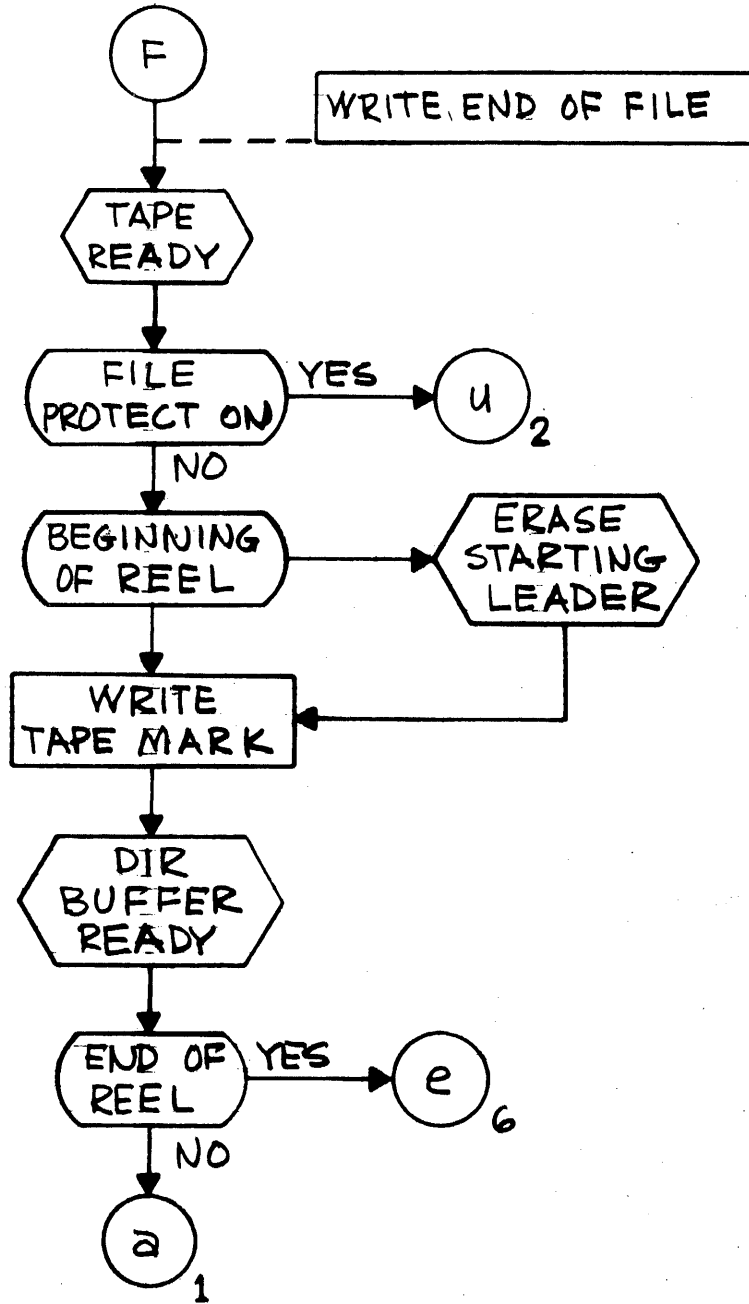 F
WRITE END OF FILE
TAPE
READY
FILE
PROTECT ON
YES
u
2
NO
BEGINNING
OF REEL
ERASE
STARTING
LEADER
WRITE
TAPE MARK
DIR
BUFFER
READY
END OF
REEL
YES
e
6
NO
a
1